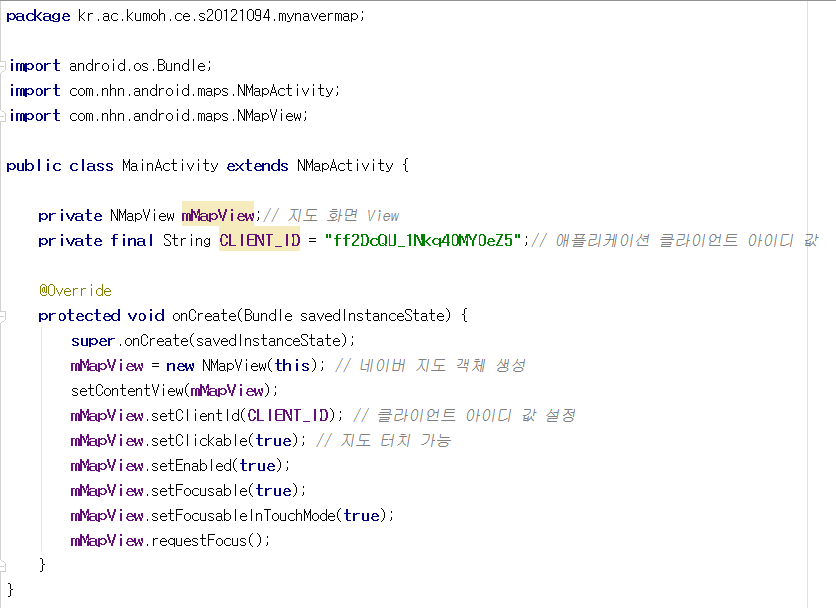 package kr.ac.kumoh.ce.s20121094.mynavermap;
import android.os.Bundle;
import com.nhn.android.maps.NMapActivity;
import com.nhn.android.maps.NMapView;
public class MainActivity extends NMapActivity {
private NMapView mMapView;// 지도 화면 View
private final String CLIENT_ID = "ff2DcQU_1Nkq4OMYOeZ5";// 애플리케이션 클라이언트 아이디 값
@Override
protected void onCreate(Bundle savedInstanceState) {
super.onCreate(savedInstanceState);
mMapView = new NMapView(this); // 네이버 지도 객체 생성
setContentView(mMapView);
mMapView.setClientId(CLIENT_ID); // 클라이언트 아이디 값 설정
mMapView.setClickable(true); // 지도 터치 가능
mMapView.setEnabled(true);
mMapView.setFocusable(true);
mMapView.setFocusableInTouchMode(true);
mMapView.requestFocus();
}
}